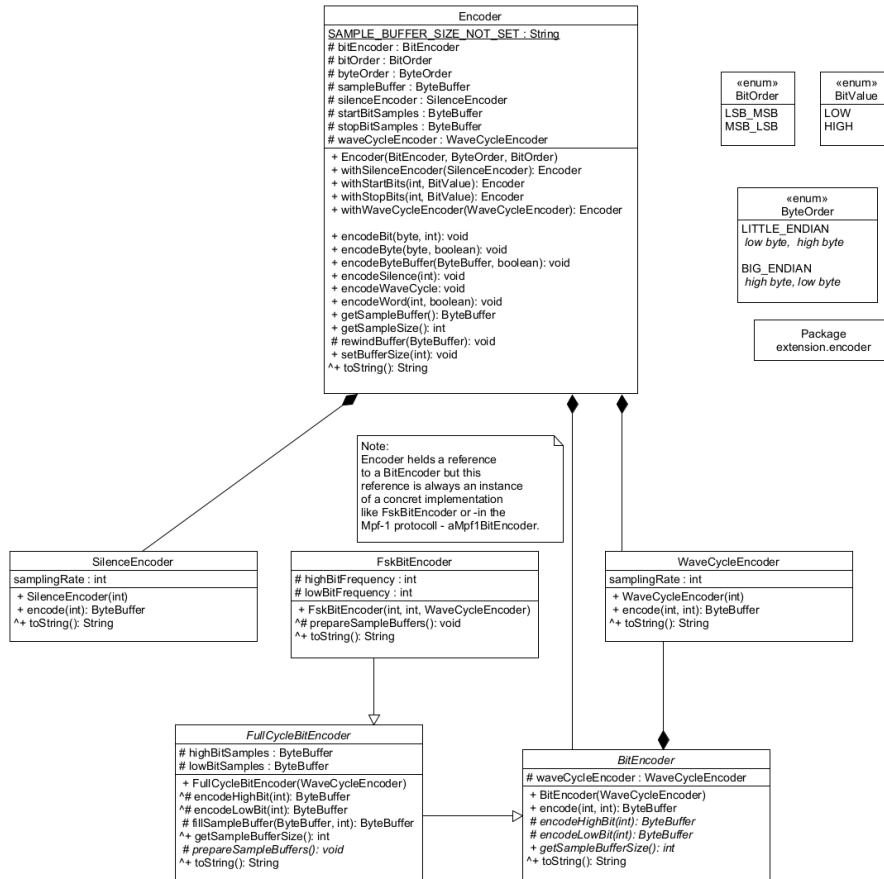 Encoder
SAMPLE_BUFFER_SIZE_NOT_SET : String
# bitEncoder : BitEncoder
# bitOrder : BitOrder
# byteOrder : ByteOrder
# sampleBuffer : ByteBuffer
# silenceEncoder : SilenceEncoder
# startBitSamples : ByteBuffer
# stopBitSamples : ByteBuffer
# waveCycleEncoder : WaveCycleEncoder
+ Encoder(BitEncoder, ByteOrder, BitOrder)
+ withSilenceEncoder(SilenceEncoder): Encoder
+ withStartBits(int, BitValue): Encoder
+ withStopBits(int, BitValue): Encoder
+ withWaveCycleEncoder(WaveCycleEncoder): Encoder
+ encodeBit(byte, int): void
+ encodeByte(byte, boolean): void
+ encodeByteBuffer(ByteBuffer, boolean): void
+ encodeSilence(int): void
+ encodeWaveCycle: void
+ encodeWord(int, boolean): void
+ getSampleBuffer(): ByteBuffer
+ getSampleSize(): int
# rewindBuffer(ByteBuffer): void
+ setBufferSize(int): void
^+ toString(): String
«enum»
BitOrder
LSB_MSB
MSB_LSB
«enum»
BitValue
LOW
HIGH
«enum»
ByteOrder
LITTLE_ENDIAN
low byte, high byte
BIG_ENDIAN
high byte, low byte
Package
extension.encoder
Note:
Encoder helds a reference
to a BitEncoder but this
reference is always an instance
of a concret implementation
like FskBitEncoder or -in the
Mpf-1 protocoll - aMpf1BitEncoder.
SilenceEncoder
samplingRate : int
+ SilenceEncoder(int)
+ encode(int): ByteBuffer
^+ toString(): String
FskBitEncoder
# highBitFrequency : int
# lowBitFrequency : int
+ FskBitEncoder(int, int, WaveCycleEncoder)
^# prepareSampleBuffers(): void
^+ toString(): String
WaveCycleEncoder
samplingRate : int
+ WaveCycleEncoder(int)
+ encode(int, int): ByteBuffer
^+ toString(): String
FullCycleBitEncoder
# highBitSamples : ByteBuffer
# lowBitSamples : ByteBuffer
+ FullCycleBitEncoder(WaveCycleEncoder)
^# encodeHighBit(int): ByteBuffer
^# encodeLowBit(int): ByteBuffer
# fillSampleBuffer(ByteBuffer, int): ByteBuffer
^+ getSampleBufferSize(): int
# prepareSampleBuffers(): void
^+ toString(): String
BitEncoder
# waveCycleEncoder : WaveCycleEncoder
+ BitEncoder(WaveCycleEncoder)
+ encode(int, int): ByteBuffer
# encodeHighBit(int): ByteBuffer
# encodeLowBit(int): ByteBuffer
+ getSampleBufferSize(): int
^+ toString(): String